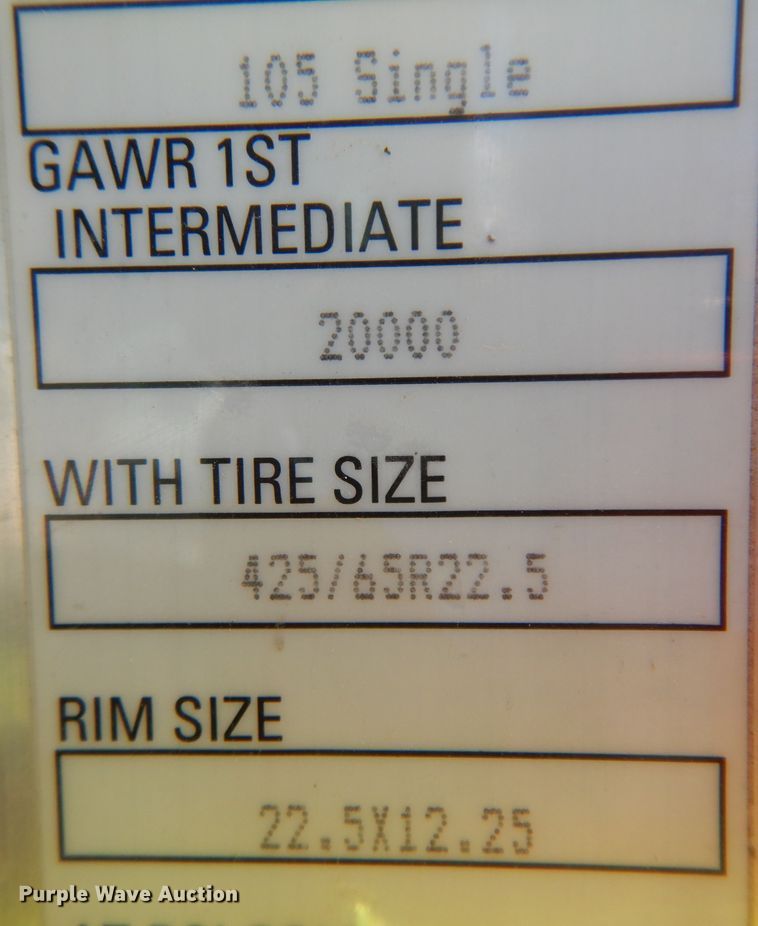 105 Single
GAWR 1ST
INTERMEDIATE
20000
WITH TIRE SIZE
425/65R22.5
RIM SIZE
22.5X12.25
Purple Wave Auction